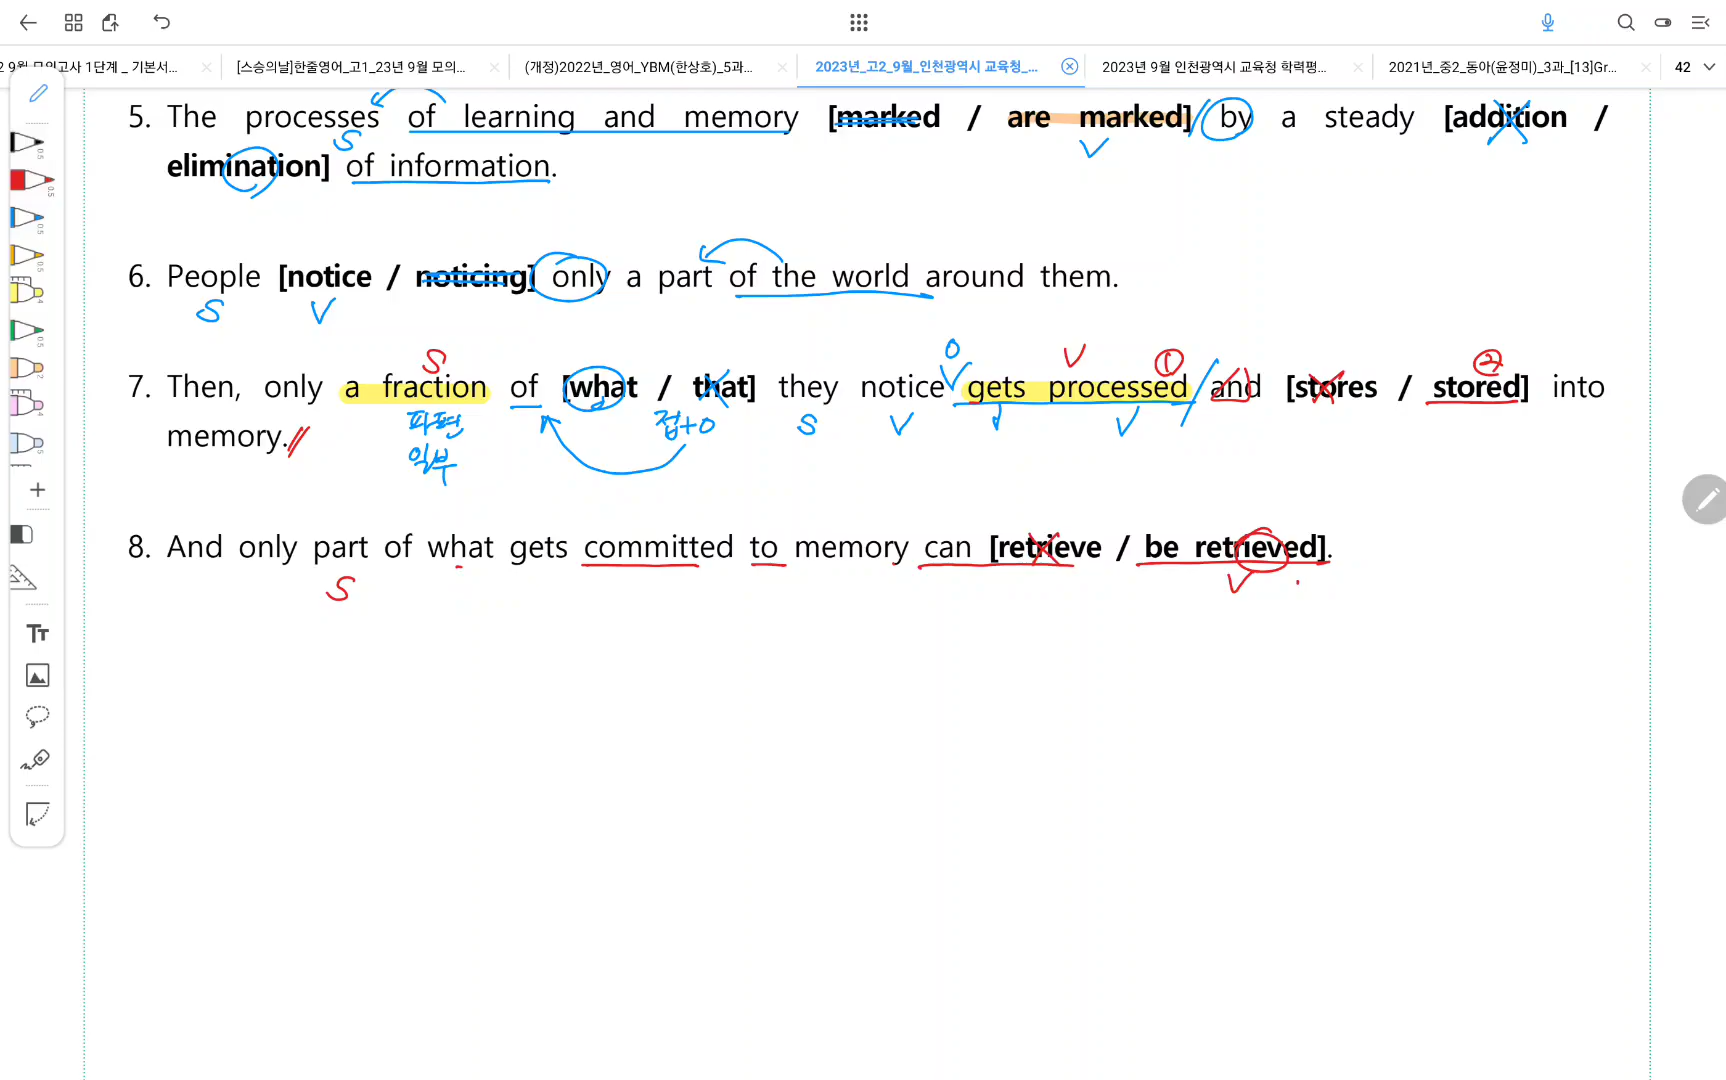 2 9월 모의고사 1단계 _ 기본서...
[스승의날]한줄영어_고1_23년 9월 모의...
(개정)2022년_영어_YBM(한상호)_5과...
2023년_고2_9월_인천광역시 교육청_...
2023년 9월 인천광역시 교육청 학력평...
2021년_중2_동아(윤정미)_3과_[13]Gr...
42
5. The processes of learning and memory [marked / are marked] by a steady [addition /
S V
elimination] of information.
6. People [notice / noticing] only a part of the world around them.
S V
S O V ①  ②
7. Then, only a fraction of [what / that] they notice gets processed and [stores / stored] into
파편 접+O S V V
memory.
일부
8. And only part of what gets committed to memory can [retrieve / be retrieved].
S V
Tt